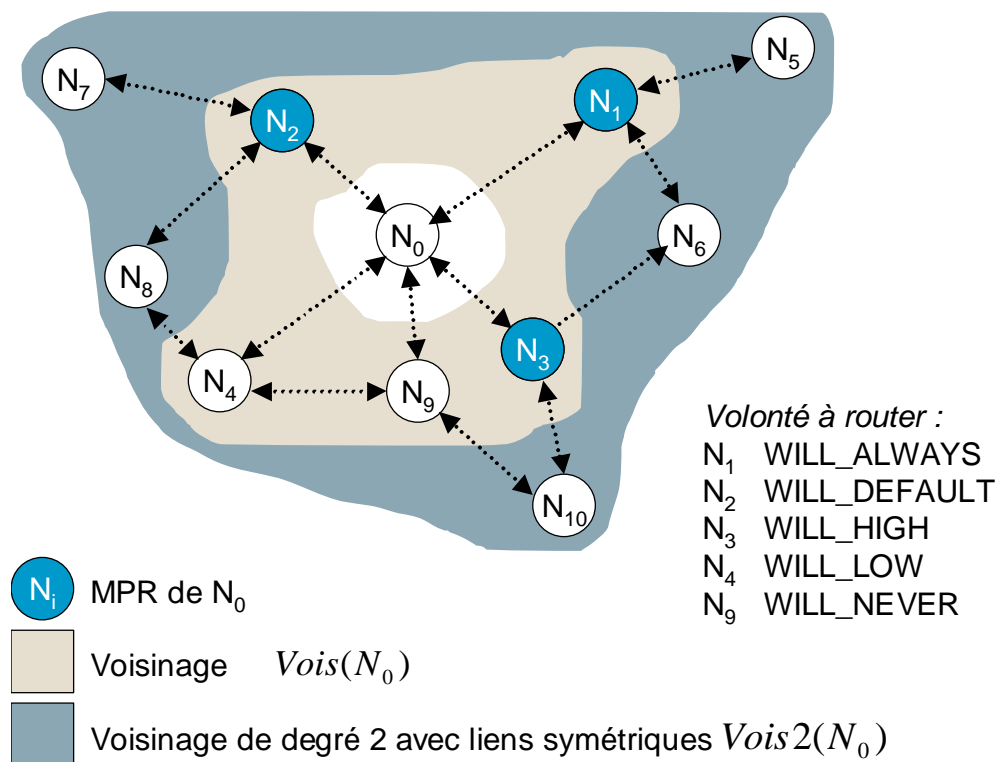 N5
N7
N1
N2
N0
N6
N8
N3
N4
N9
N10
Volonté à router :
N1 WILL_ALWAYS
N2 WILL_DEFAULT
N3 WILL_HIGH
N4 WILL_LOW
N9 WILL_NEVER
Ni MPR de N0
Voisinage Vois(N0)
Voisinage de degré 2 avec liens symétriques Vois2(N0)